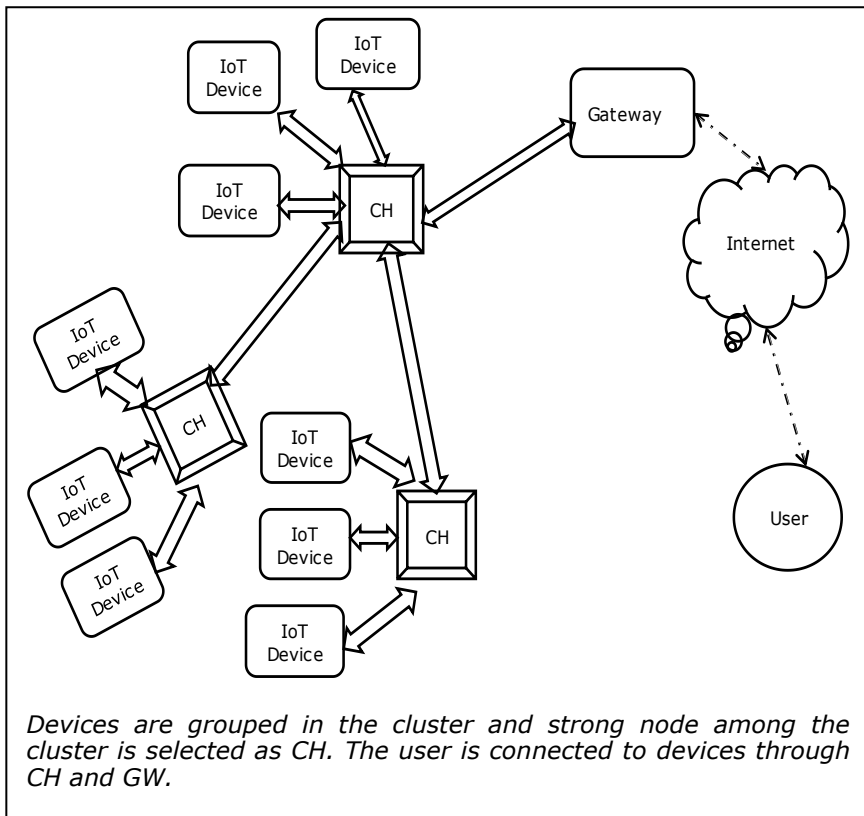 IoT
Device
IoT
Device
Gateway
IoT
Device
CH
Internet
IoT
Device
CH
IoT
Device
IoT
Device
IoT
Device
IoT
Device
CH
User
IoT
Device
IoT
Device
Devices are grouped in the cluster and strong node among the
cluster is selected as CH. The user is connected to devices through
CH and GW.